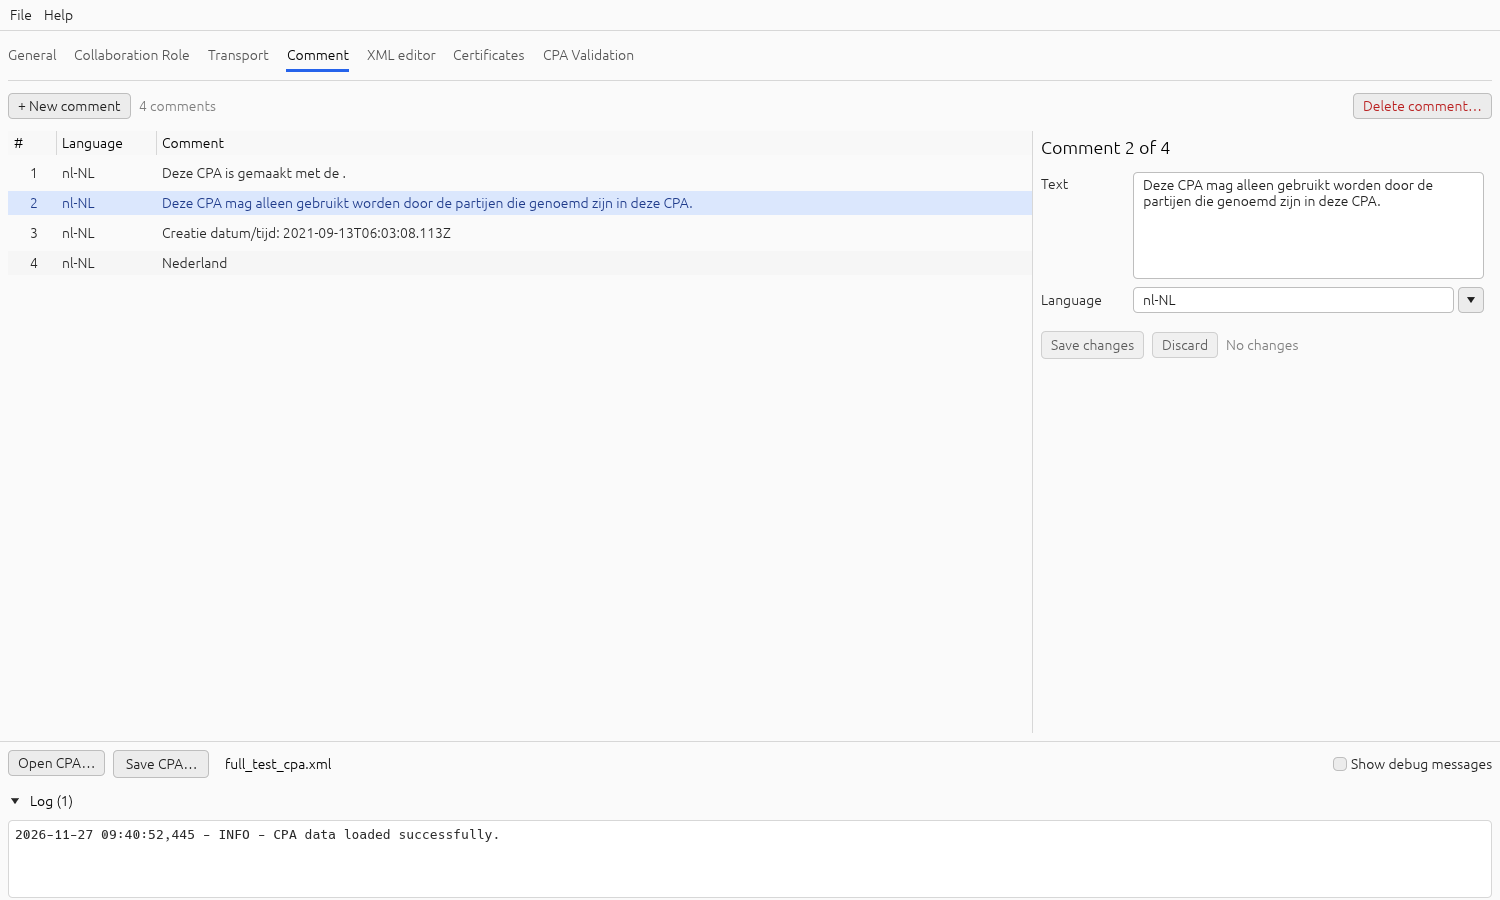 File Help
General Collaboration Role Transport Comment XML editor Certificates CPA Validation
+ New comment 4 comments Delete comment...
# Language Comment
1 nl-NL Deze CPA is gemaakt met de .
2 nl-NL Deze CPA mag alleen gebruikt worden door de partijen die genoemd zijn in deze CPA.
3 nl-NL Creatie datum/tijd: 2021-09-13T06:03:08.113Z
4 nl-NL Nederland
Comment 2 of 4
Text Deze CPA mag alleen gebruikt worden door de
partijen die genoemd zijn in deze CPA.
Language nl-NL
Save changes Discard No changes
Open CPA... Save CPA... full_test_cpa.xml Show debug messages
Log (1)
2026-11-27 09:40:52,445 - INFO - CPA data loaded successfully.